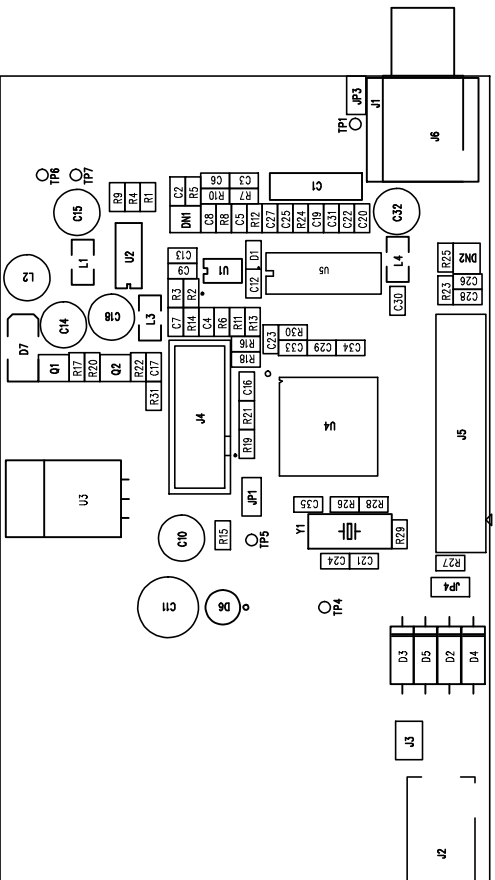 J1
J6
JP3
TP1
TP6
TP7
C6
C3
R10
R7
C1
R9
R4
R1
C2
R5
C15
DN1
C8
R8
C5
R12
C27
C25
R24
C19
C31
C22
C20
C32
L1
U2
C13
C9
U1
D1
C12
U5
L4
R25
DN2
C26
R23
C28
L2
R3
R2
C30
C14
C18
L3
C7
R14
C4
R6
R11
R13
D7
R16
R18
C23
R30
C33
C29
C34
Q1
R17
R20
Q2
R22
C17
R31
J4
C16
R21
R19
U4
J5
U3
JP1
C35
R26
R28
Y1
R29
C10
R15
TP5
C24
C21
R27
JP4
C11
D6
TP4
D3
D5
D2
D4
J3
J2